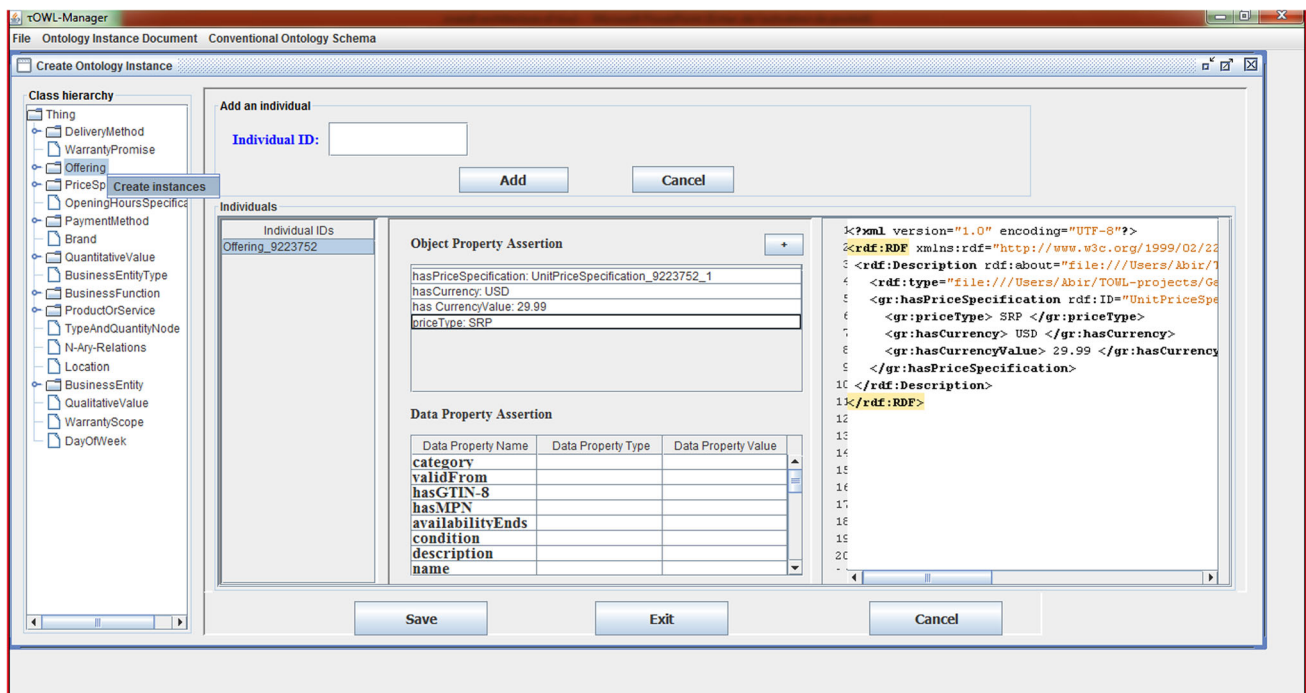 τOWL-Manager
File Ontology Instance Document Conventional Ontology Schema
Create Ontology Instance
Class hierarchy
Thing
DeliveryMethod
WarrantyPromise
Offering
PriceSp
Create instances
OpeningHoursSpecifica
PaymentMethod
Brand
QuantitativeValue
BusinessEntityType
BusinessFunction
ProductOrService
TypeAndQuantityNode
N-Ary-Relations
Location
BusinessEntity
QualitativeValue
WarrantyScope
DayOfWeek
Add an individual
Individual ID:
Add Cancel
Individuals
Individual IDs
Offering_9223752
Object Property Assertion
+
hasPriceSpecification: UnitPriceSpecification_9223752_1
hasCurrency: USD
has CurrencyValue: 29.99
priceType: SRP
Data Property Assertion
Data Property Name Data Property Type Data Property Value
category
validFrom
hasGTIN-8
hasMPN
availabilityEnds
condition
description
name
1 <?xml version="1.0" encoding="UTF-8"?>
2 <rdf:RDF xmlns:rdf="http://www.w3c.org/1999/02/22
3 <rdf:Description rdf:about="file:///Users/Abir/T
4 <rdf:type="file:///Users/Abir/TOWL-projects/Ga
5 <gr:hasPriceSpecification rdf:ID="UnitPriceSpe
6 <gr:priceType> SRP </gr:priceType>
7 <gr:hasCurrency> USD </gr:hasCurrency>
8 <gr:hasCurrencyValue> 29.99 </gr:hasCurrency
9 </gr:hasPriceSpecification>
10 </rdf:Description>
11 </rdf:RDF>
12
13
14
15
16
17
18
19
20
Save Exit Cancel